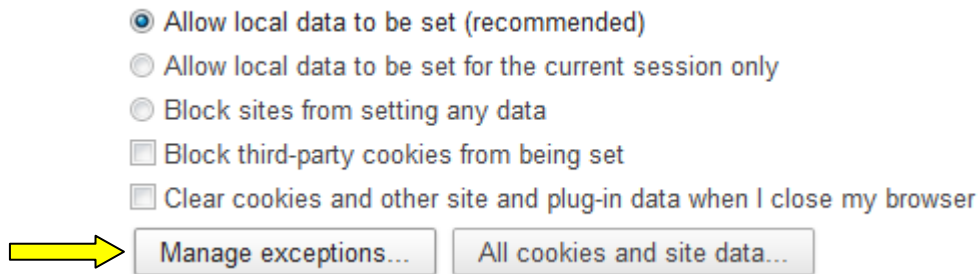 Allow local data to be set (recommended)
Allow local data to be set for the current session only
Block sites from setting any data
Block third-party cookies from being set
Clear cookies and other site and plug-in data when I close my browser
Manage exceptions... All cookies and site data...